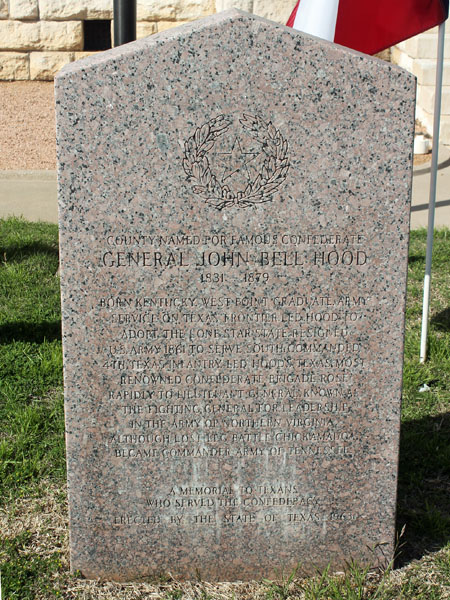 COUNTY NAMED FOR FAMOUS CONFEDERATE
GENERAL JOHN BELL HOOD
1831 - 1879
BORN KENTUCKY. WEST POINT GRADUATE. ARMY
SERVICE ON TEXAS FRONTIER LED HOOD TO
ADOPT THE LONE STAR STATE. RESIGNED
U.S. ARMY 1861 TO SERVE SOUTH. COMMANDED
4TH TEXAS INFANTRY. LED HOOD'S TEXAS, MOST
RENOWNED CONFEDERATE, BRIGADE. ROSE
RAPIDLY TO LIEUTENANT GENERAL. KNOWN AS
THE FIGHTING GENERAL FOR LEADERSHIP
IN THE ARMY OF NORTHERN VIRGINIA.
ALTHOUGH LOST LEG BATTLE CHICKAMAUGA
BECAME COMMANDER ARMY OF TENNESSEE
A MEMORIAL TO TEXANS
WHO SERVED THE CONFEDERACY
ERECTED BY THE STATE OF TEXAS